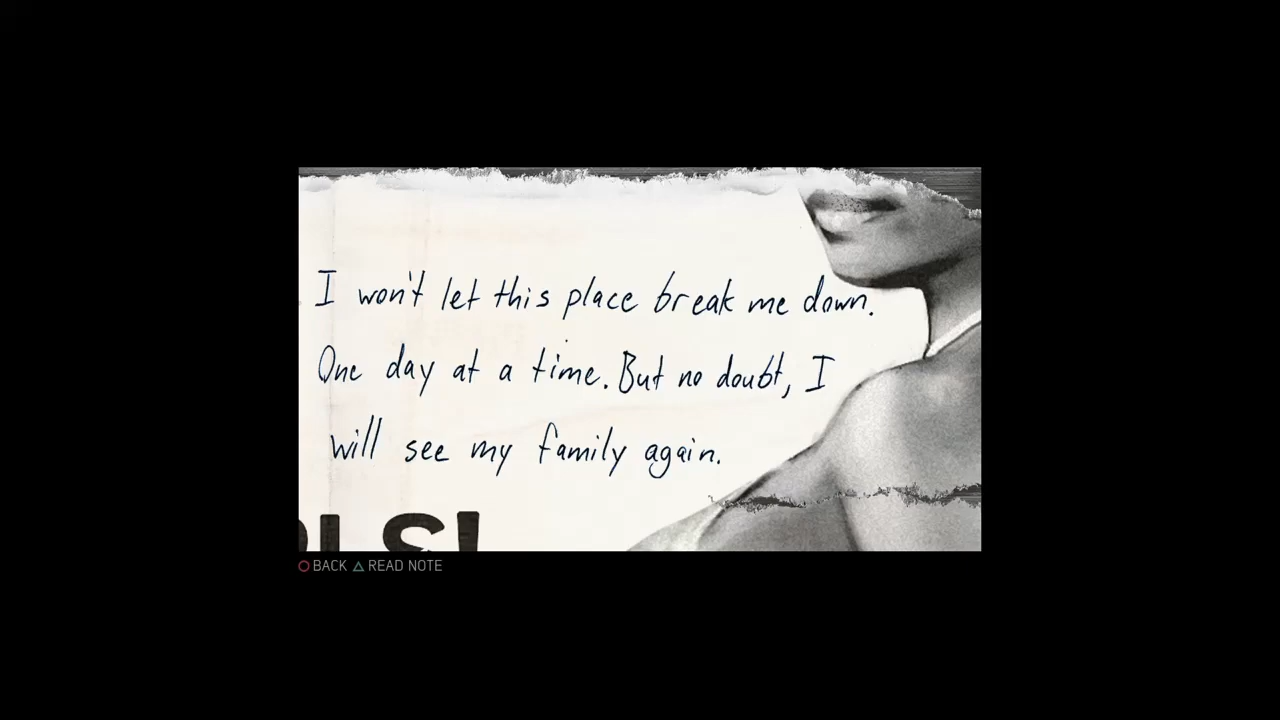 I won't let this place break me down.
One day at a time. But no doubt, I
will see my family again.
LS!
BACK READ NOTE